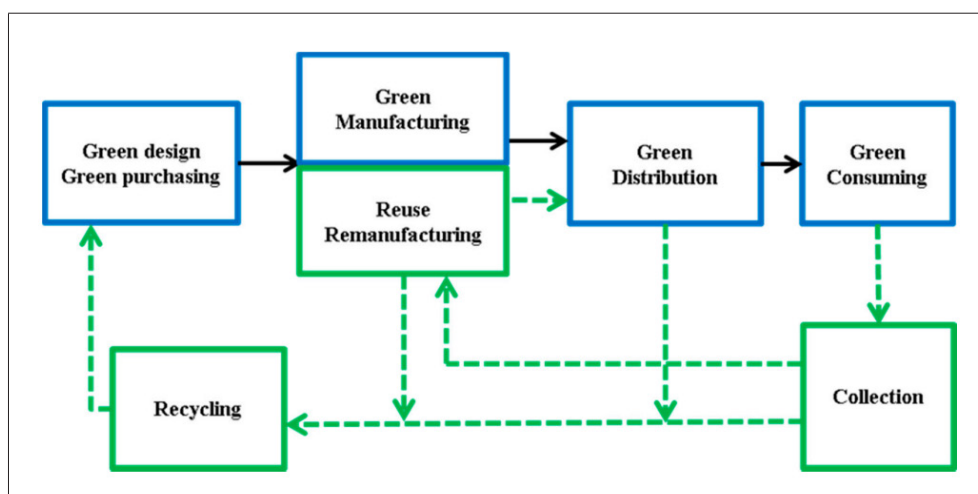 Green design
Green purchasing
Green
Manufacturing
Reuse
Remanufacturing
Green
Distribution
Green
Consuming
Recycling
Collection